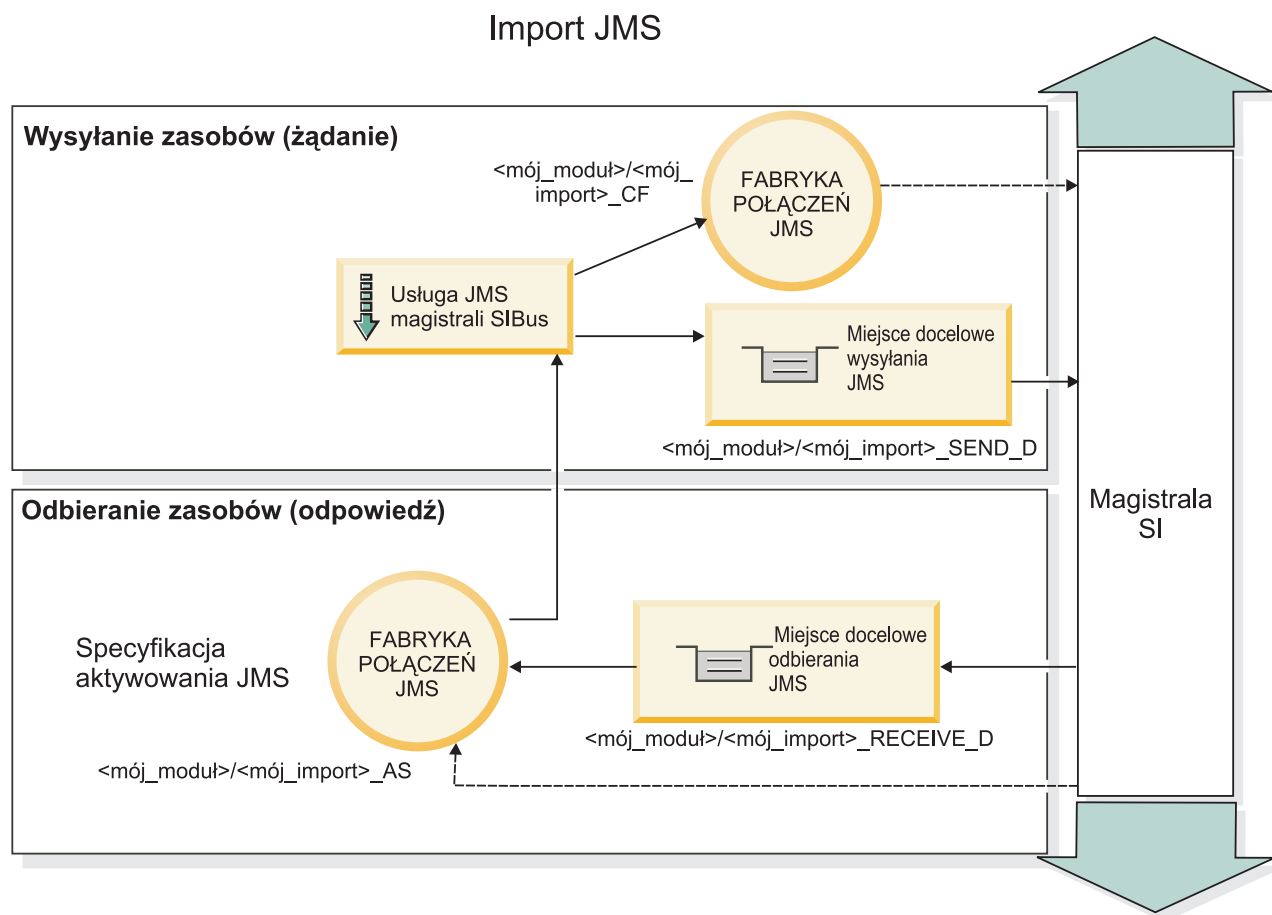 Import JMS
Wysyłanie zasobów (żądanie)
<mój_moduł>/<mój_
import>_CF
FABRYKA
POŁĄCZEŃ
JMS
Usługa JMS
magistrali SIBus
Miejsce docelowe
wysyłania
JMS
<mój_moduł>/<mój_import>_SEND_D
Magistrala
SI
Odbieranie zasobów (odpowiedź)
Specyfikacja
aktywowania JMS
FABRYKA
POŁĄCZEŃ
JMS
Miejsce docelowe
odbierania
JMS
<mój_moduł>/<mój_import>_RECEIVE_D
<mój_moduł>/<mój_import>_AS